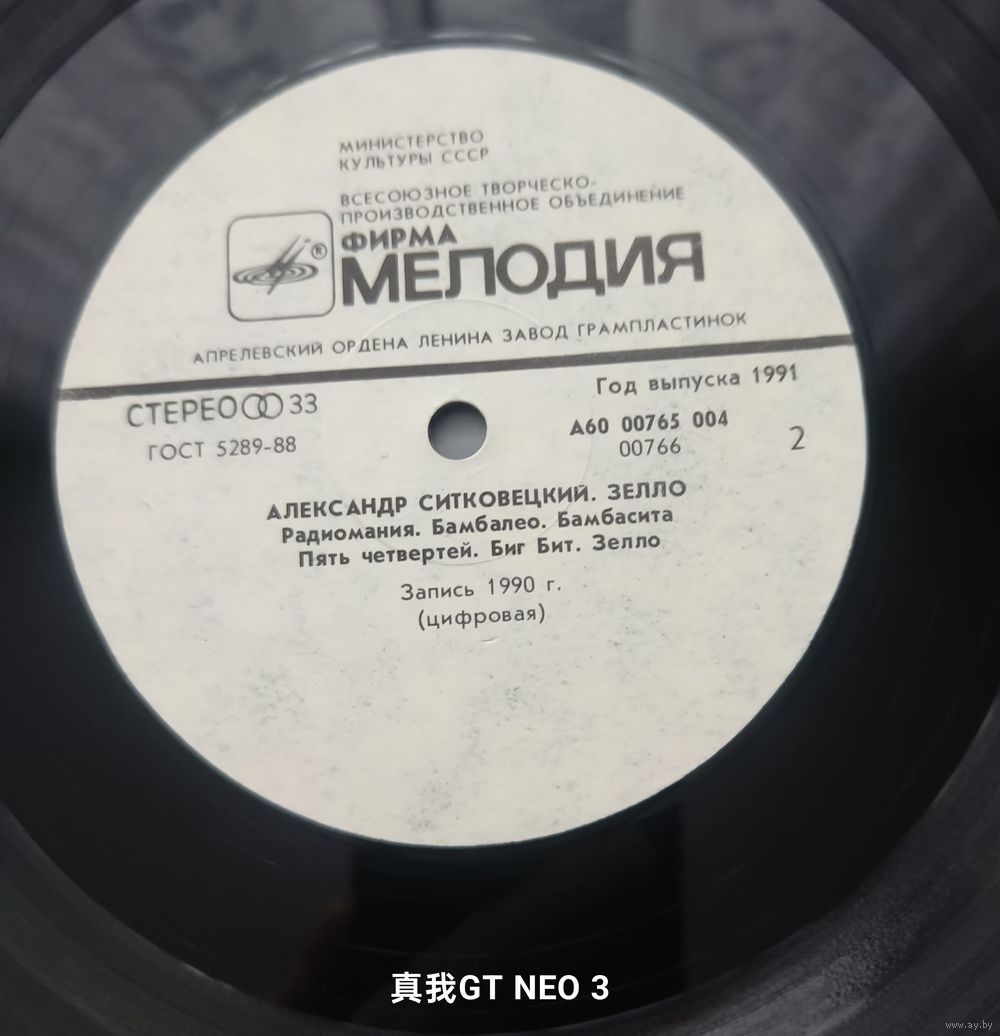 МИНИСТЕРСТВО
КУЛЬТУРЫ СССР
ВСЕСОЮЗНОЕ ТВОРЧЕСКО-
ПРОИЗВОДСТВЕННОЕ ОБЪЕДИНЕНИЕ
ФИРМА
®
МЕЛОДИЯ
АПРЕЛЕВСКИЙ ОРДЕНА ЛЕНИНА ЗАВОД ГРАМПЛАСТИНОК
СТЕРЕО 33
Год выпуска 1991
ГОСТ 5289-88
А60 00765 004
00766
2
АЛЕКСАНДР СИТКОВЕЦКИЙ. ЗЕЛЛО
Радиомания. Бамбалео. Бамбасита
Пять четвертей. Биг Бит. Зелло
Запись 1990 г.
(цифровая)
真我GT NEO 3
www.ay.by